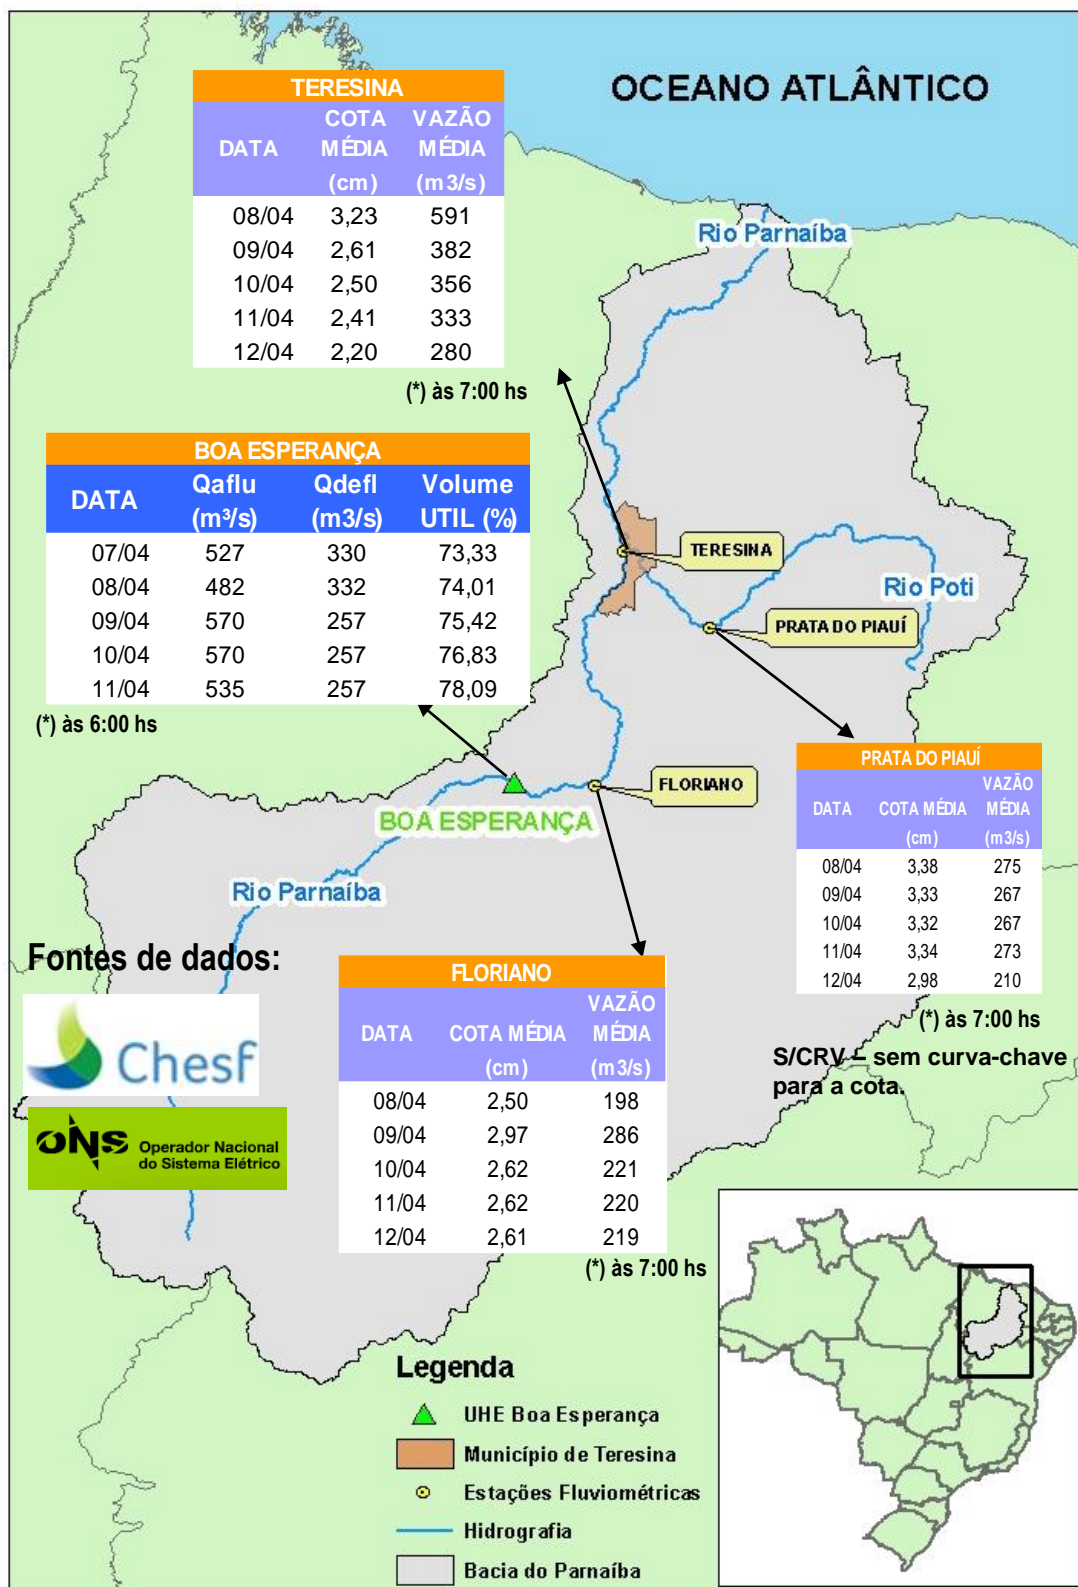 OCEANO ATLÂNTICO
TERESINA
DATA COTA MÉDIA (cm) VAZÃO MÉDIA (m3/s)
08/04 3,23 591
09/04 2,61 382
10/04 2,50 356
11/04 2,41 333
12/04 2,20 280
(*) às 7:00 hs
Rio Parnaíba
BOA ESPERANÇA
DATA Qaflu (m³/s) Qdefl (m3/s) Volume UTIL (%)
07/04 527 330 73,33
08/04 482 332 74,01
09/04 570 257 75,42
10/04 570 257 76,83
11/04 535 257 78,09
(*) às 6:00 hs
TERESINA
Rio Poti
PRATA DO PIAUÍ
FLORIANO
BOA ESPERANÇA
Rio Parnaíba
PRATA DO PIAUÍ
DATA COTA MÉDIA (cm) VAZÃO MÉDIA (m3/s)
08/04 3,38 275
09/04 3,33 267
10/04 3,32 267
11/04 3,34 273
12/04 2,98 210
(*) às 7:00 hs
S/CRV – sem curva-chave
para a cota.
Fontes de dados:
Chesf
ONS Operador Nacional
do Sistema Elétrico
FLORIANO
DATA COTA MÉDIA (cm) VAZÃO MÉDIA (m3/s)
08/04 2,50 198
09/04 2,97 286
10/04 2,62 221
11/04 2,62 220
12/04 2,61 219
(*) às 7:00 hs
Legenda
UHE Boa Esperança
Município de Teresina
Estações Fluviométricas
Hidrografia
Bacia do Parnaíba